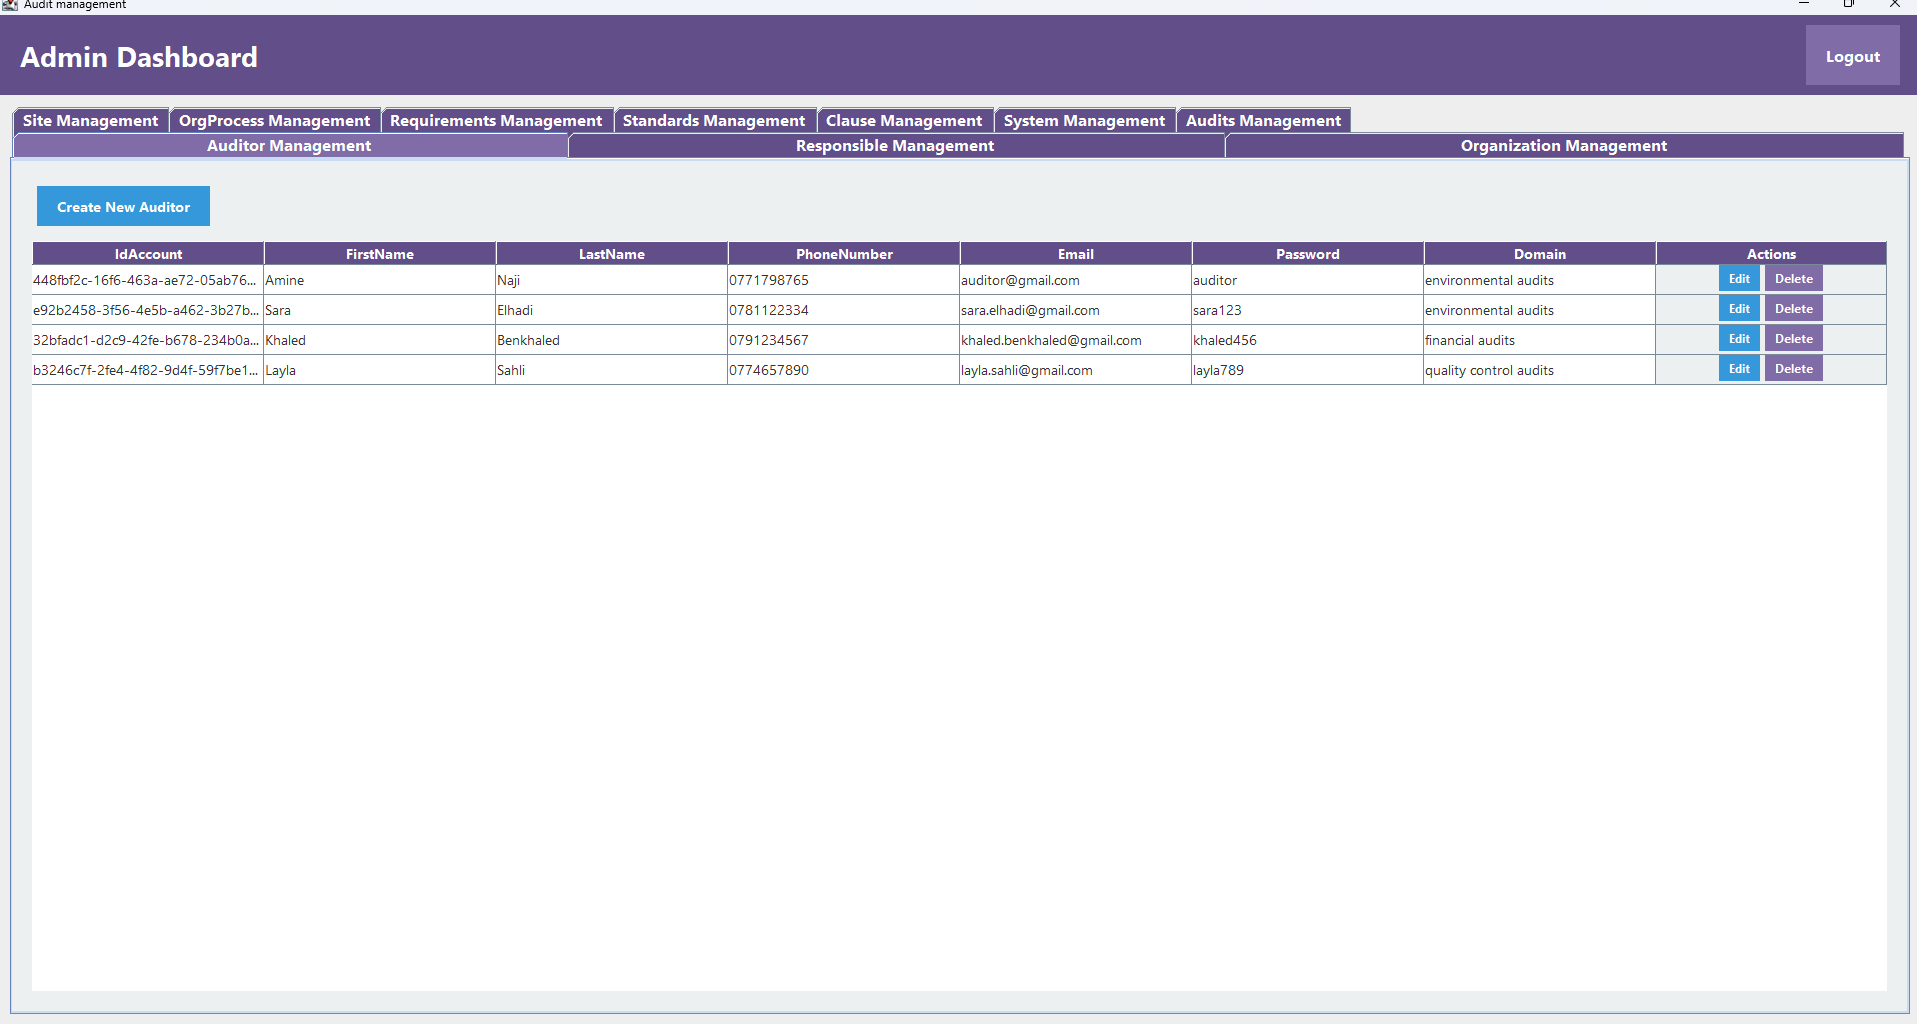 Audit management
Admin Dashboard
Logout
Site Management OrgProcess Management Requirements Management Standards Management Clause Management System Management Audits Management
Auditor Management Responsible Management Organization Management
Create New Auditor
IdAccount FirstName LastName PhoneNumber Email Password Domain Actions
448fbf2c-16f6-463a-ae72-05ab76... Amine Naji 0771798765 auditor@gmail.com auditor environmental audits Edit Delete
e92b2458-3f56-4e5b-a462-3b27b... Sara Elhadi 0781122334 sara.elhadi@gmail.com sara123 environmental audits Edit Delete
32bfadc1-d2c9-42fe-b678-234b0a... Khaled Benkhaled 0791234567 khaled.benkhaled@gmail.com khaled456 financial audits Edit Delete
b3246c7f-2fe4-4f82-9d4f-59f7be1... Layla Sahli 0774657890 layla.sahli@gmail.com layla789 quality control audits Edit Delete